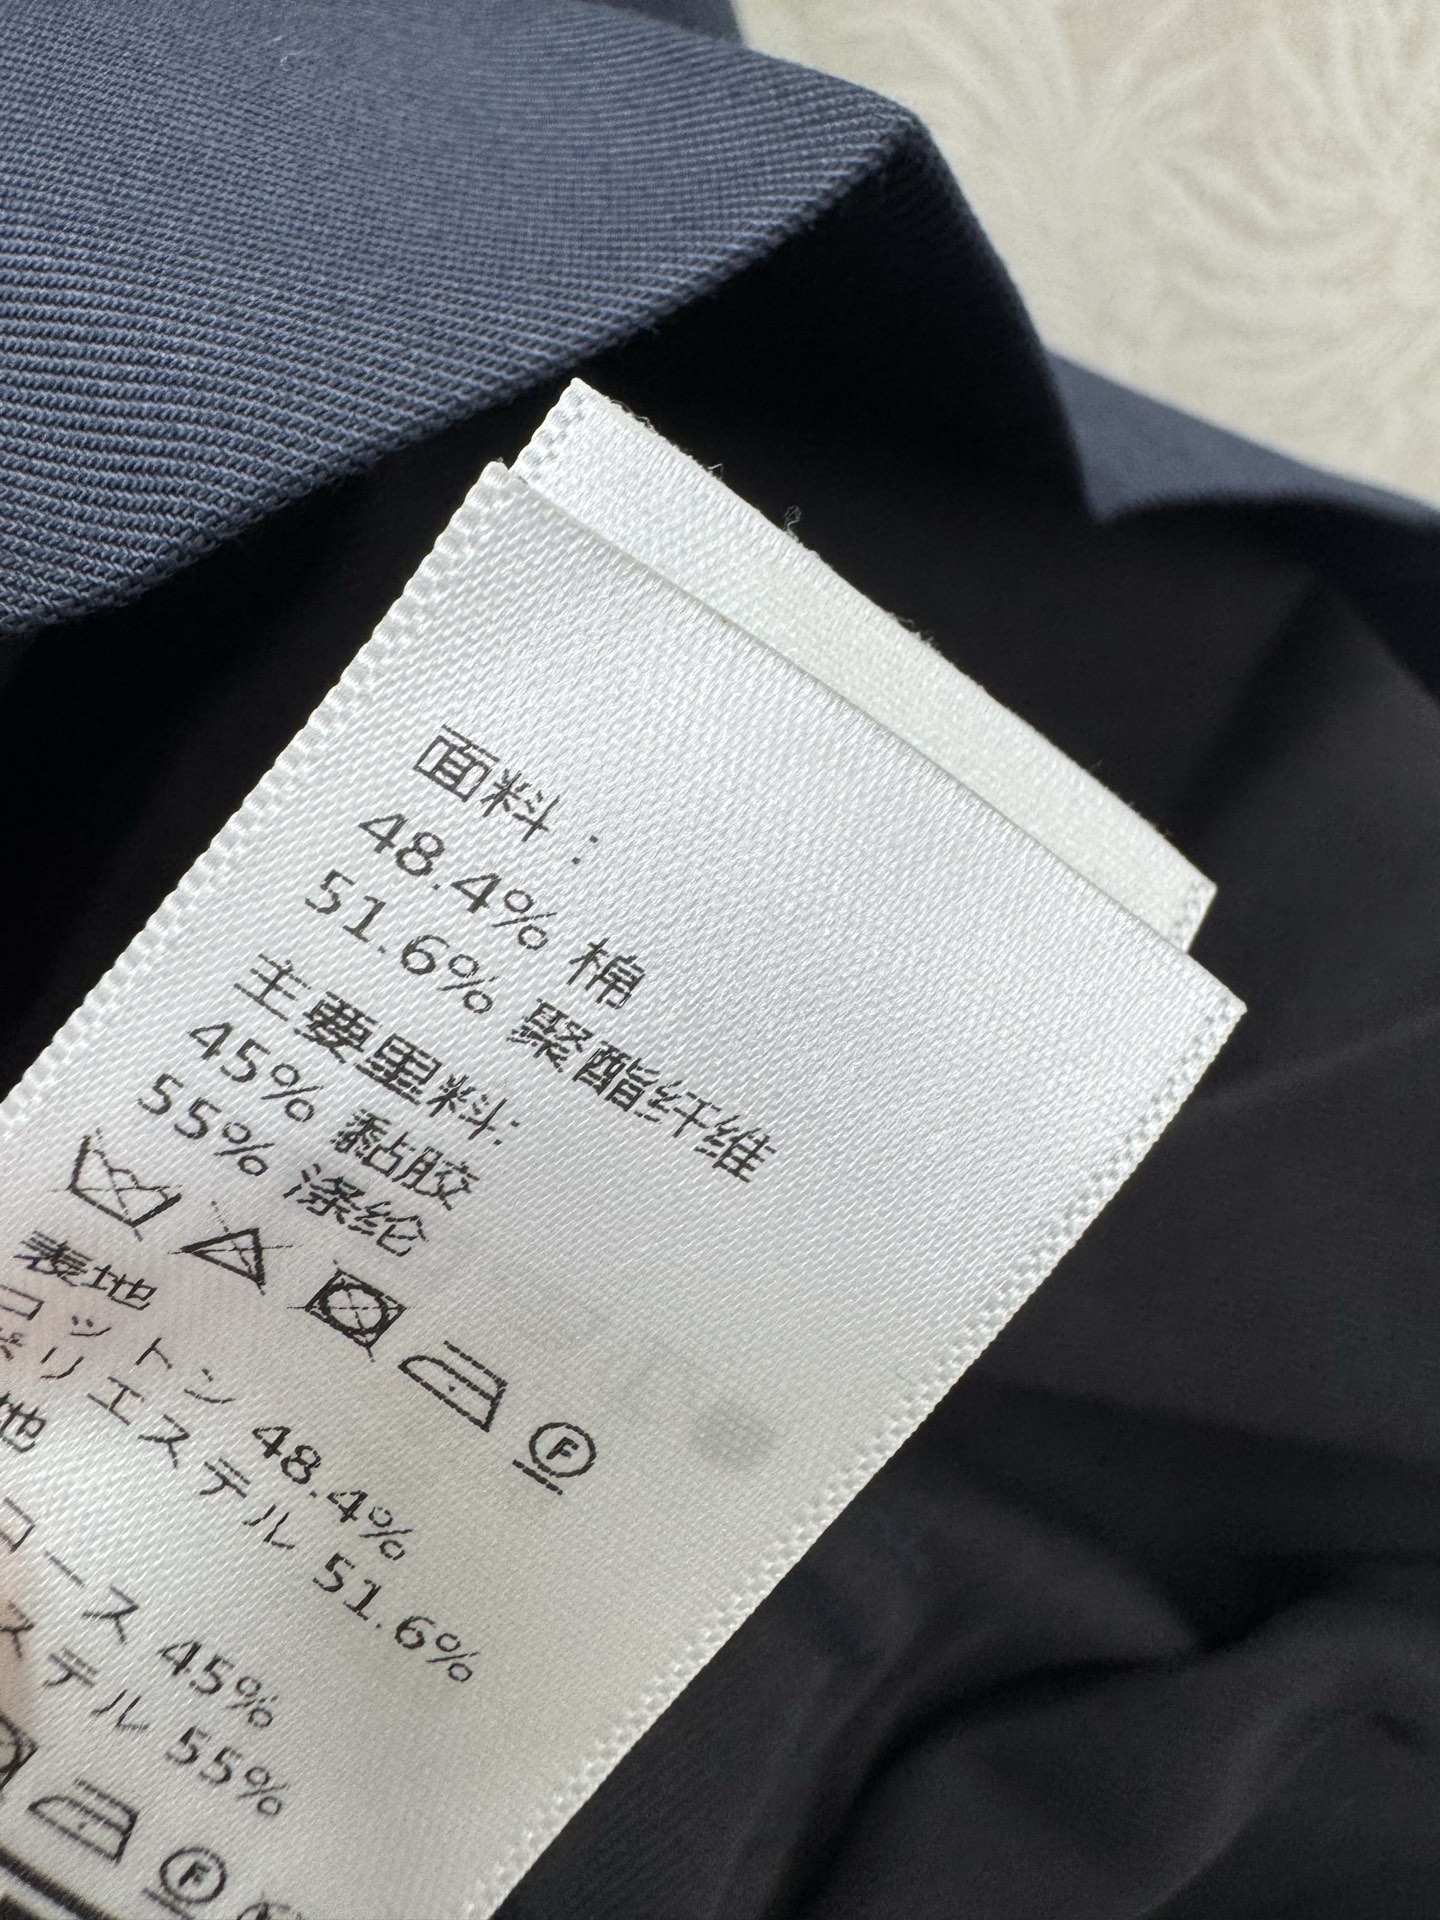 面料：
48.4% 棉
51.6% 聚酯纤维
主要里料:
45% 黏胶
55% 涤纶
表地
コットン 48.4%
ポリエステル 51.6%
地
コース 45%
ステル 55%